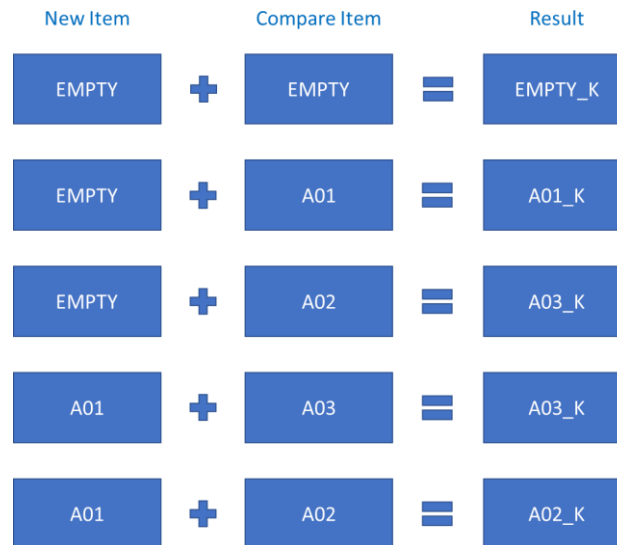 New Item Compare Item Result
EMPTY EMPTY EMPTY_K
EMPTY A01 A01_K
EMPTY A02 A03_K
A01 A03 A03_K
A01 A02 A02_K